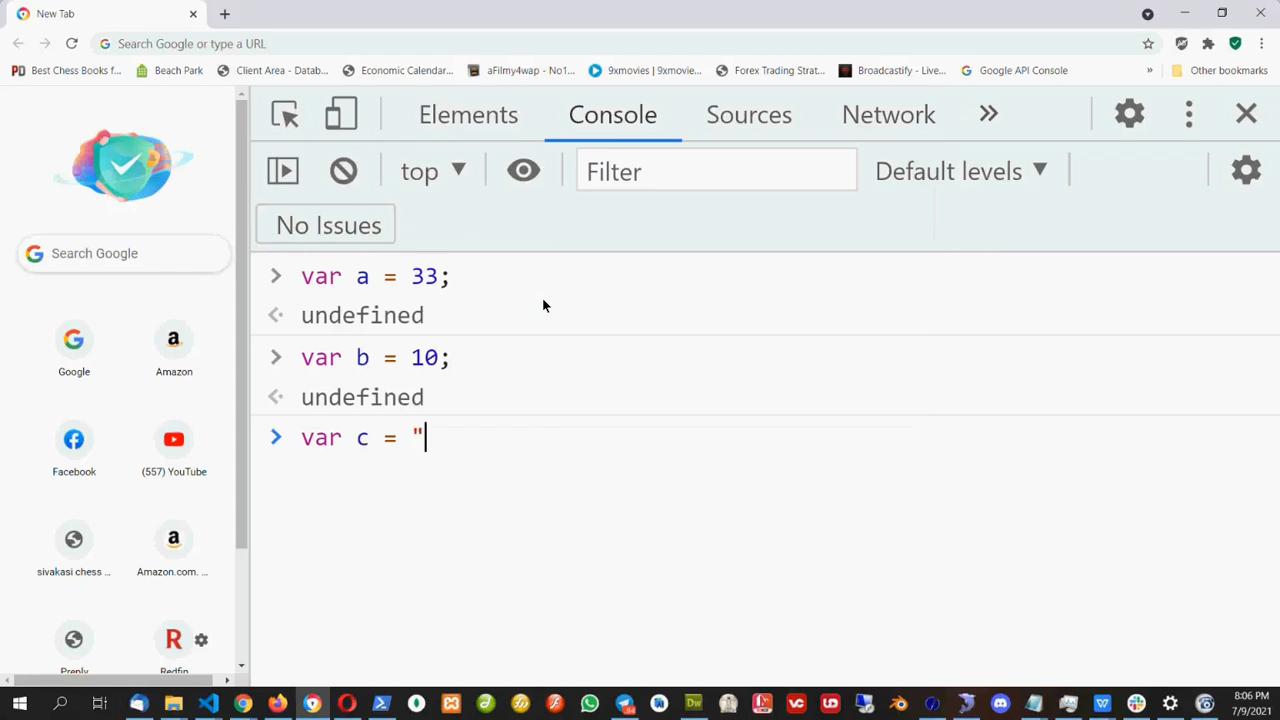 New Tab
Search Google or type a URL
Best Chess Books f...
Beach Park
Client Area - Datab...
Economic Calendar...
aFilmy4wap - No1...
9xmovies | 9xmovie...
Forex Trading Strat...
Broadcastify - Live...
Google API Console
»
Other bookmarks
Elements
Console
Sources
Network
top
Filter
Default levels
No Issues
> var a = 33;
undefined
> var b = 10;
undefined
> var c = "
Search Google
Google
Amazon
Facebook
(557) YouTube
sivakasi chess ...
Amazon.com. ...
Preply
Redfin
8:06 PM
7/9/2021